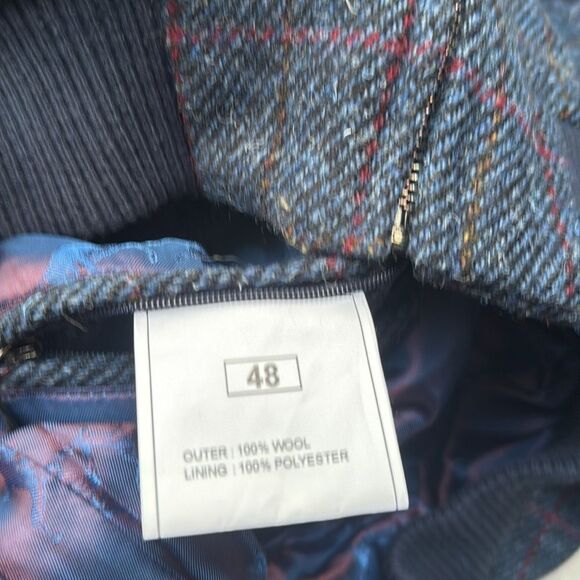 48
OUTER : 100% WOOL
LINING : 100% POLYESTER